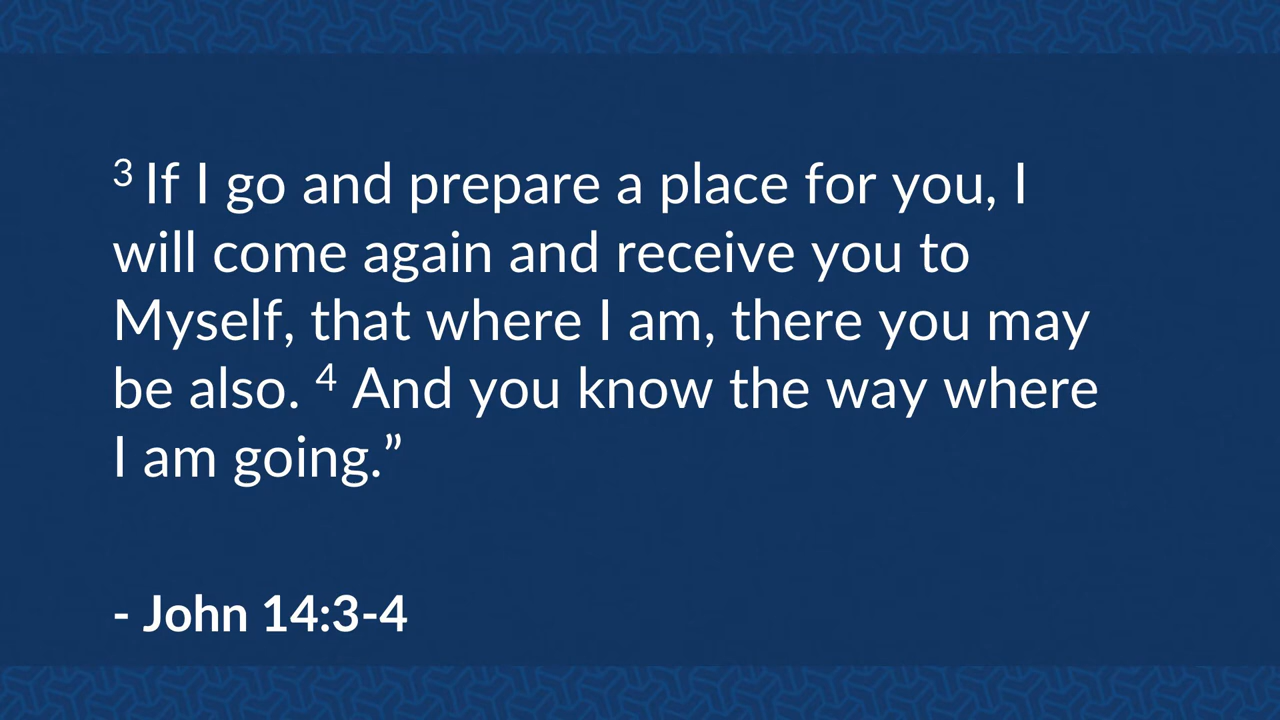 ³ If I go and prepare a place for you, I
will come again and receive you to
Myself, that where I am, there you may
be also. ⁴ And you know the way where
I am going.”
- John 14:3-4